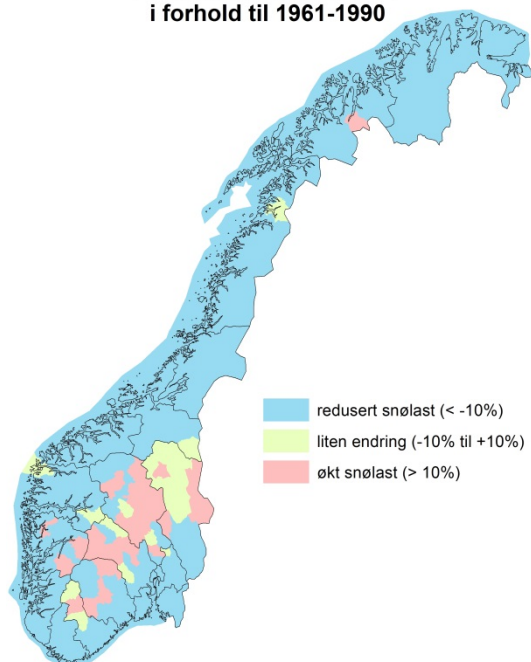 i forhold til 1961-1990
redusert snølast (< -10%)
liten endring (-10% til +10%)
økt snølast (> 10%)